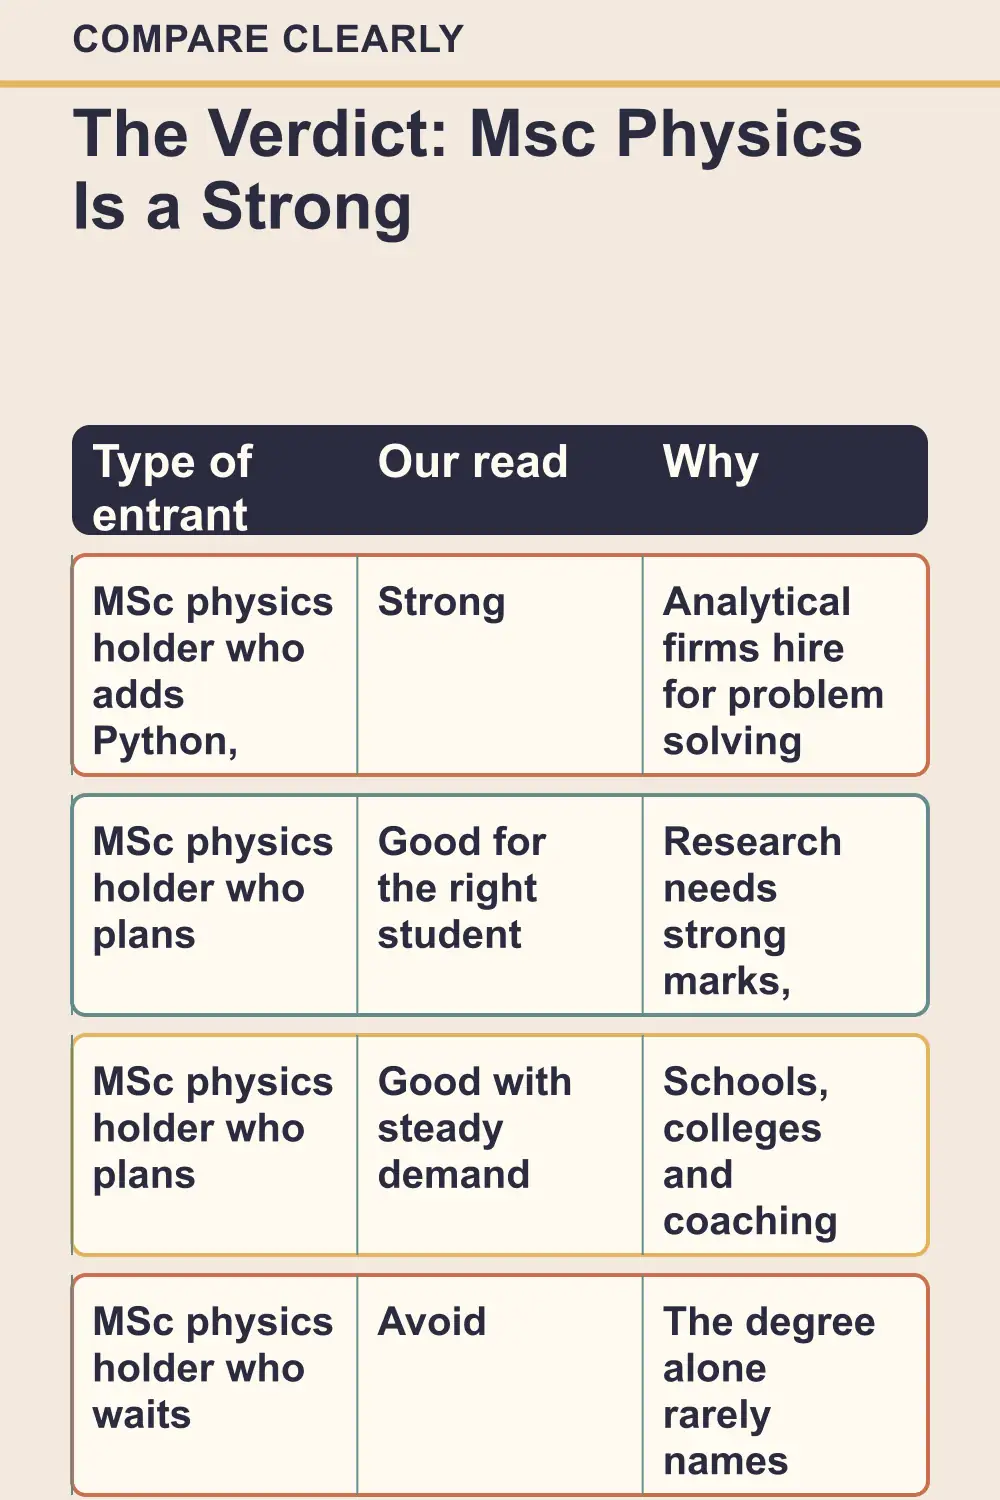 COMPARE CLEARLY
The Verdict: Msc Physics
Is a Strong
Type of
entrant
Our read
Why
MSc physics
holder who
adds
Python,
Strong
Analytical
firms hire
for problem
solving
MSc physics
holder who
plans
Good for
the right
student
Research
needs
strong
marks,
MSc physics
holder who
plans
Good with
steady
demand
Schools,
colleges
and
coaching
MSc physics
holder who
waits
Avoid
The degree
alone
rarely
names